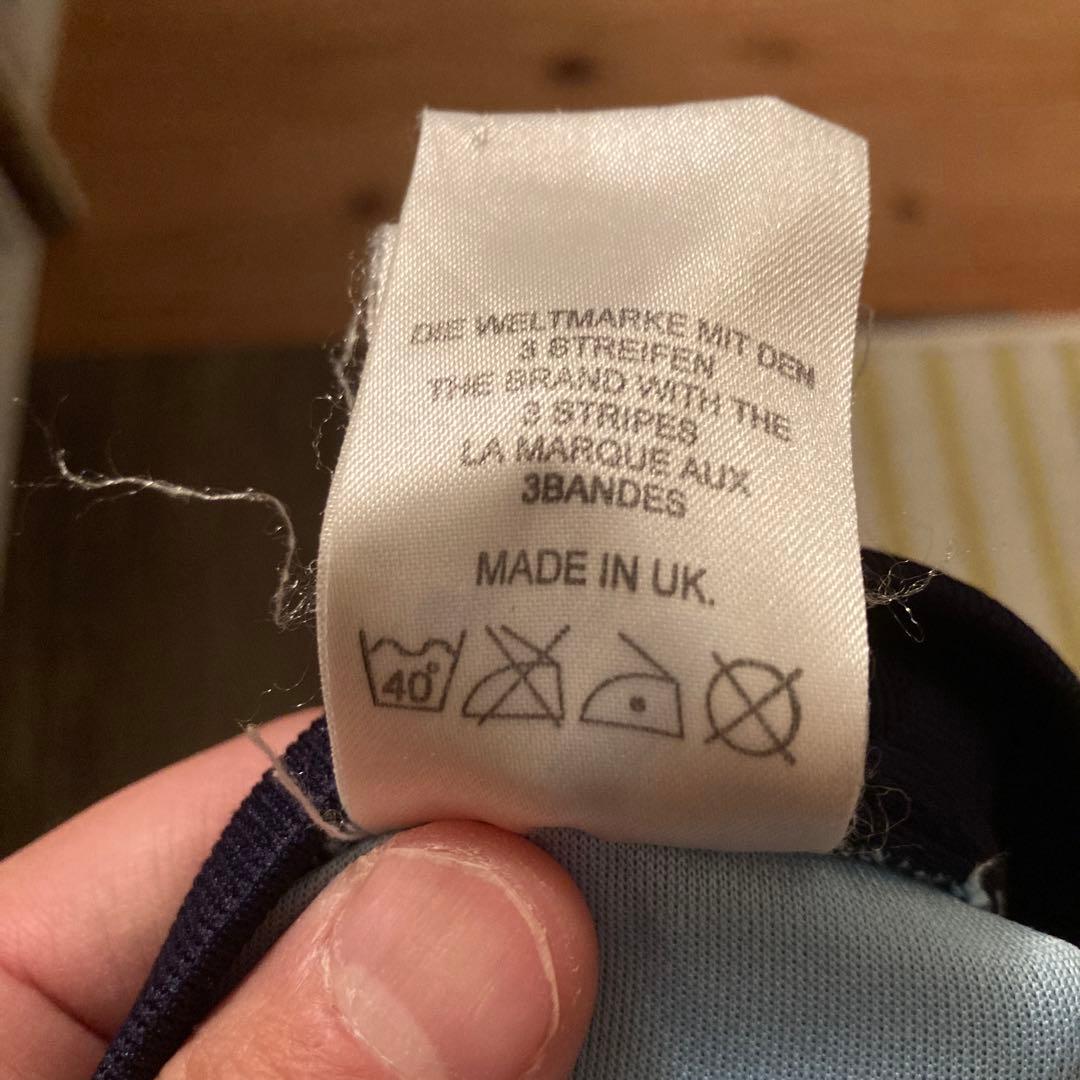 DIE WELTMARKE MIT DEN
3 STREIFEN
THE BRAND WITH THE
3 STRIPES
LA MARQUE AUX
3BANDES
MADE IN UK.
40°